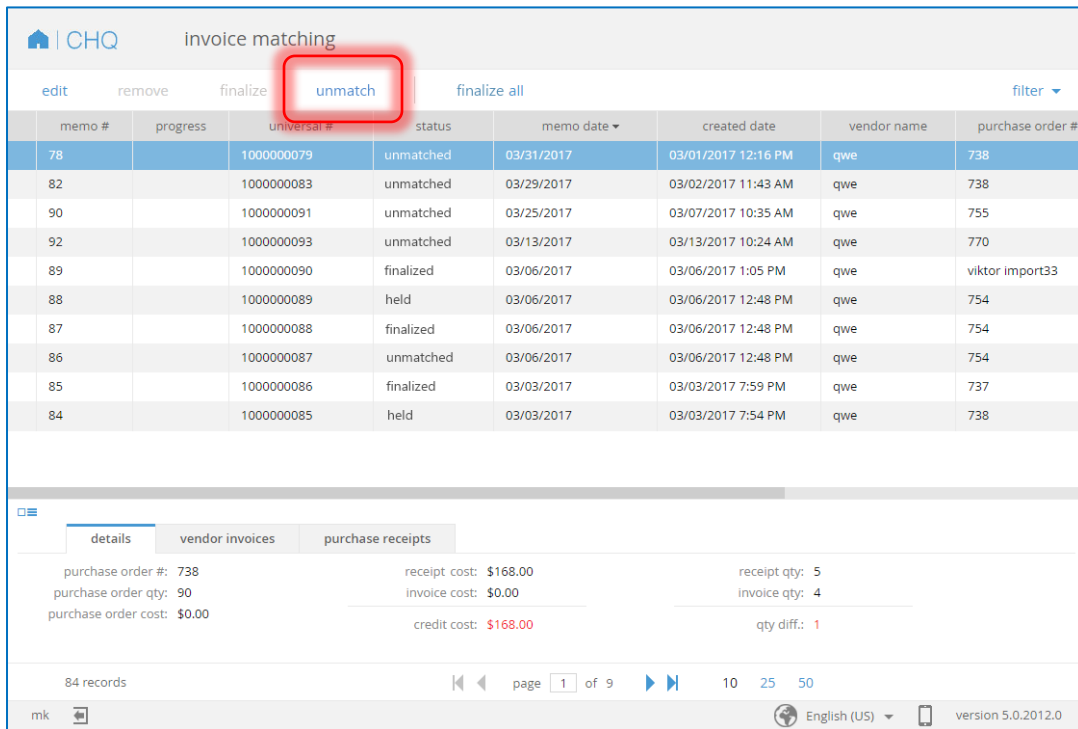 CHQ invoice matching
edit remove finalize unmatch finalize all filter
memo # progress universal # status memo date created date vendor name purchase order #
78 1000000079 unmatched 03/31/2017 03/01/2017 12:16 PM qwe 738
82 1000000083 unmatched 03/29/2017 03/02/2017 11:43 AM qwe 738
90 1000000091 unmatched 03/25/2017 03/07/2017 10:35 AM qwe 755
92 1000000093 unmatched 03/13/2017 03/13/2017 10:24 AM qwe 770
89 1000000090 finalized 03/06/2017 03/06/2017 1:05 PM qwe viktor import33
88 1000000089 held 03/06/2017 03/06/2017 12:48 PM qwe 754
87 1000000088 finalized 03/06/2017 03/06/2017 12:48 PM qwe 754
86 1000000087 unmatched 03/06/2017 03/06/2017 12:48 PM qwe 754
85 1000000086 finalized 03/03/2017 03/03/2017 7:59 PM qwe 737
84 1000000085 held 03/03/2017 03/03/2017 7:54 PM qwe 738
details vendor invoices purchase receipts
purchase order #: 738 receipt cost: $168.00 receipt qty: 5
purchase order qty: 90 invoice cost: $0.00 invoice qty: 4
purchase order cost: $0.00
credit cost: $168.00 qty diff.: 1
84 records page 1 of 9 10 25 50
mk English (US) version 5.0.2012.0